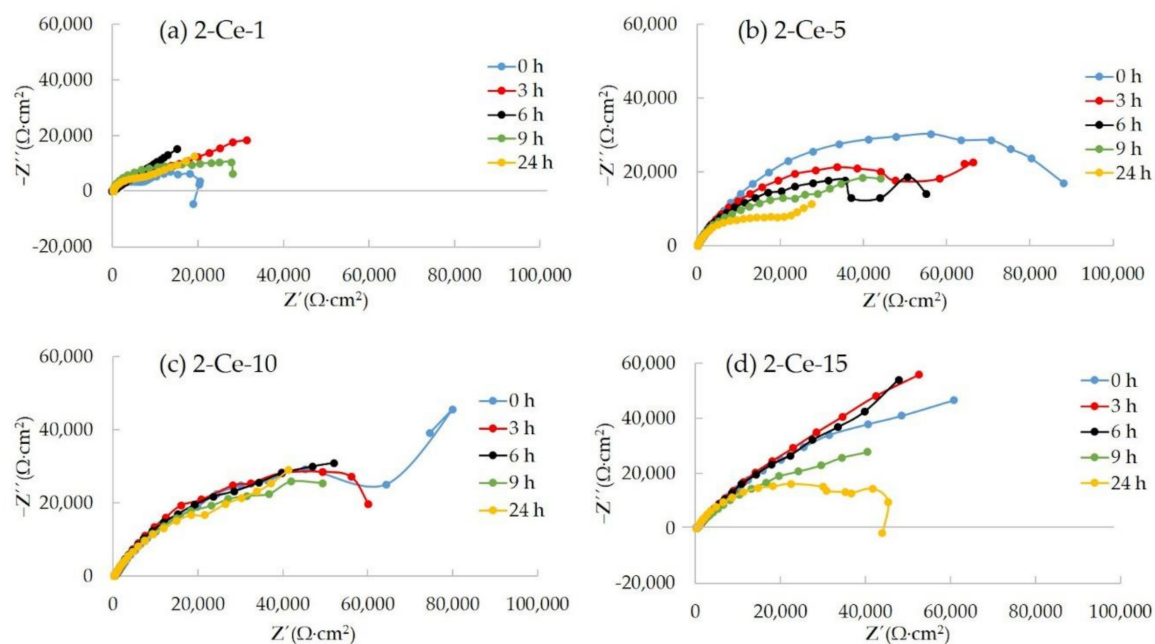 (a) 2-Ce-1
60,000
40,000
20,000
0
-20,000
−Z′′ (Ω·cm²)
0 20,000 40,000 60,000 80,000 100,000
Z′(Ω·cm²)
0 h
3 h
6 h
9 h
24 h
(b) 2-Ce-5
60,000
40,000
20,000
0
−Z′′ (Ω·cm²)
0 20,000 40,000 60,000 80,000 100,000
Z′(Ω·cm²)
0 h
3 h
6 h
9 h
24 h
(c) 2-Ce-10
60,000
40,000
20,000
0
−Z′′ (Ω·cm²)
0 20,000 40,000 60,000 80,000 100,000
Z′(Ω·cm²)
0 h
3 h
6 h
9 h
24 h
(d) 2-Ce-15
60,000
40,000
20,000
0
-20,000
−Z′′ (Ω·cm²)
0 20,000 40,000 60,000 80,000 100,000
Z′(Ω·cm²)
0 h
3 h
6 h
9 h
24 h